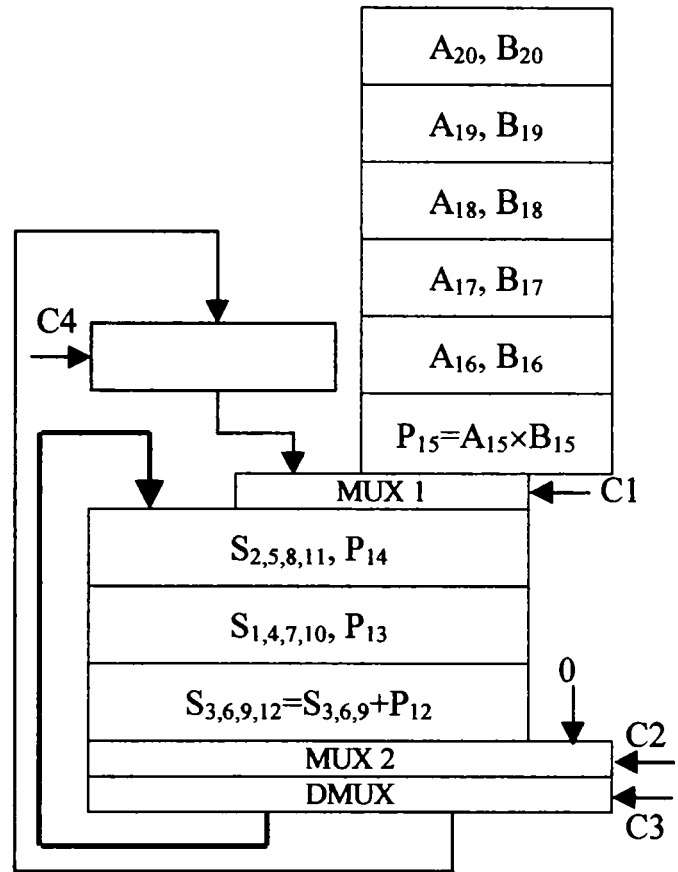 A₂₀, B₂₀
A₁₉, B₁₉
A₁₈, B₁₈
A₁₇, B₁₇
C4
A₁₆, B₁₆
P₁₅=A₁₅×B₁₅
MUX 1
C1
S₂,₅,₈,₁₁, P₁₄
S₁,₄,₇,₁₀, P₁₃
0
S₃,₆,₉,₁₂=S₃,₆,₉+P₁₂
C2
MUX 2
DMUX
C3